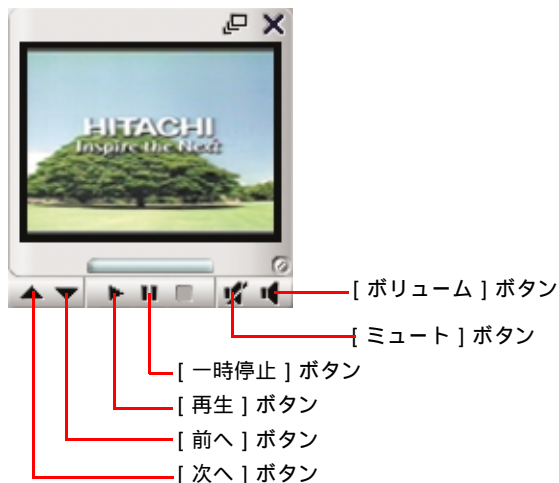 HITACHI
Inspire the Next
[ ボリューム ] ボタン
[ ミュート ] ボタン
[ 一時停止 ] ボタン
[ 再生 ] ボタン
[ 前へ ] ボタン
[ 次へ ] ボタン